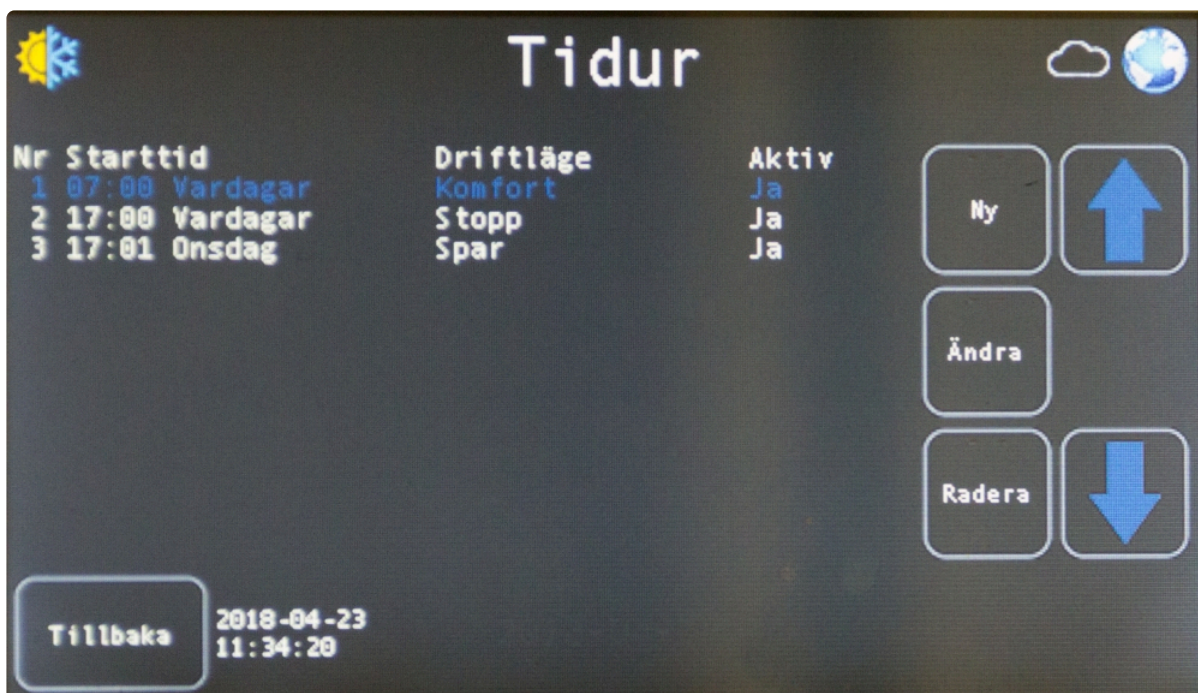 Tidur
Nr Starttid Driftläge Aktiv
1 07:00 Vardagar Komfort Ja
2 17:00 Vardagar Stopp Ja
3 17:01 Onsdag Spar Ja
Ny
Ändra
Radera
Tillbaka
2018-04-23
11:34:20